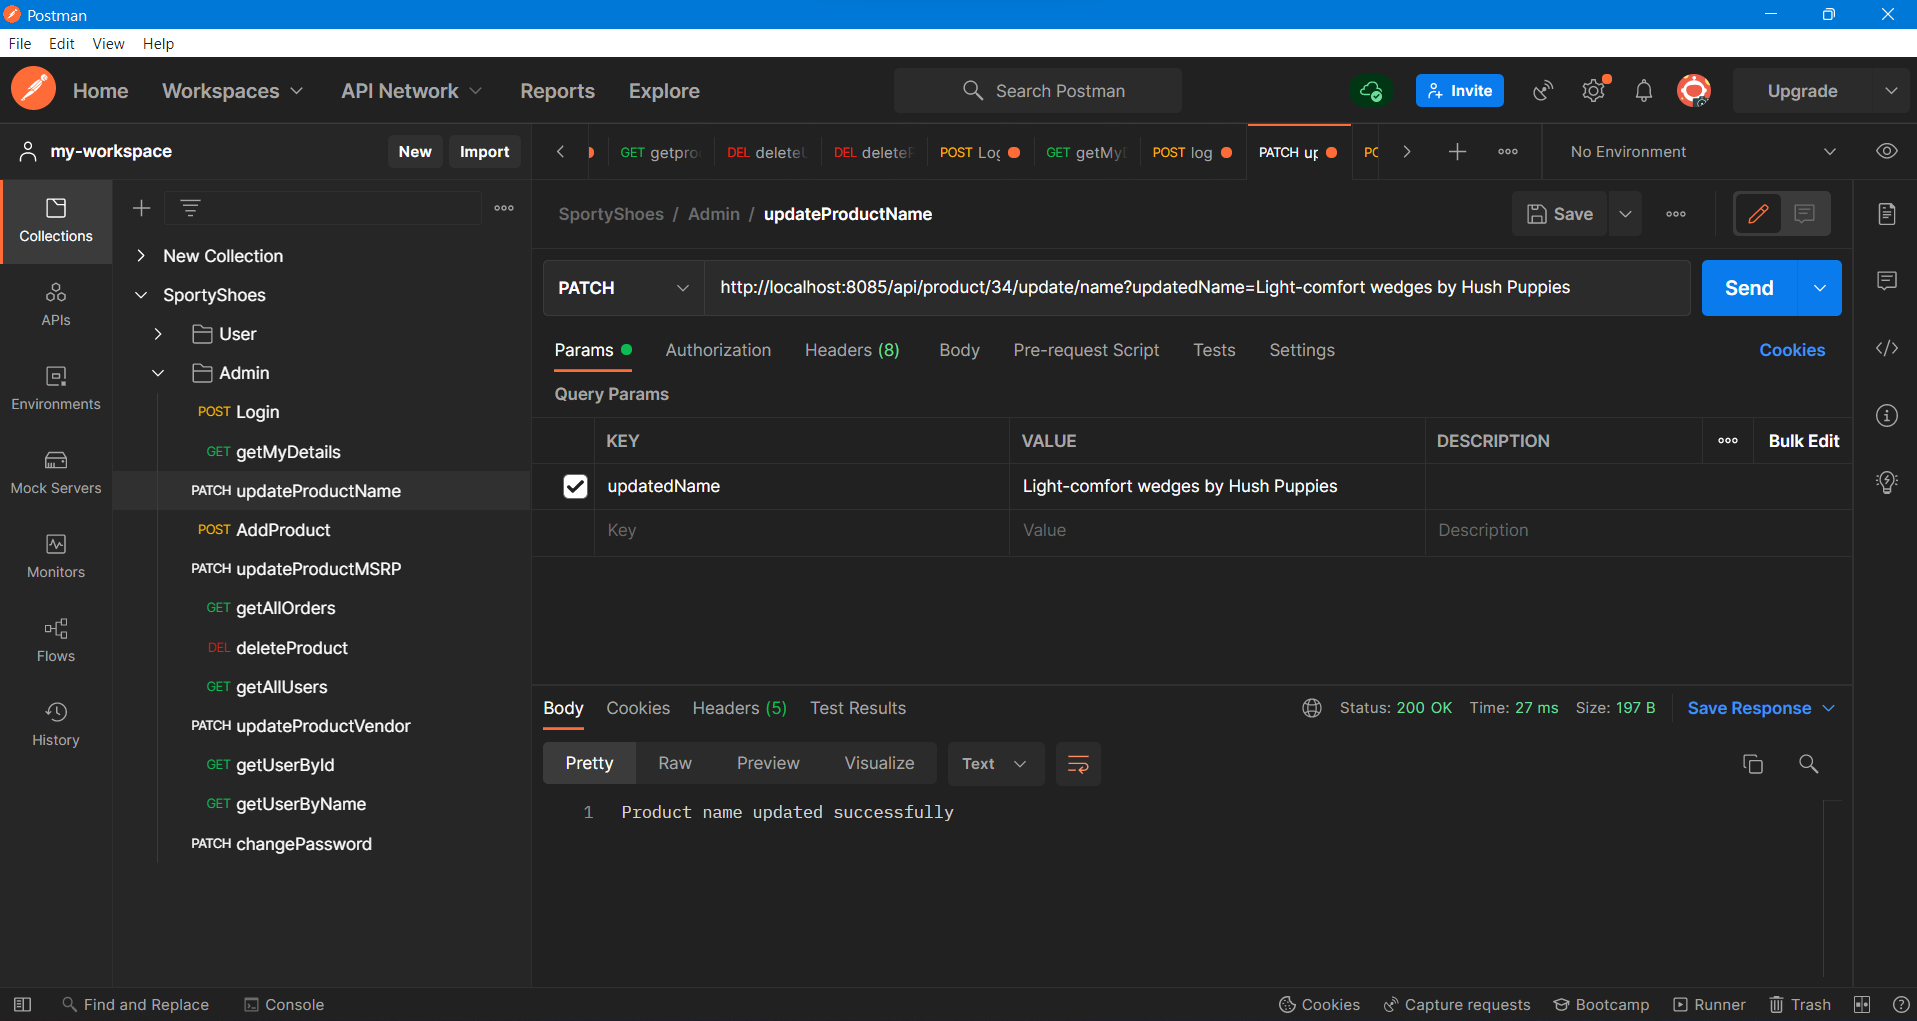 Postman
File Edit View Help
Home Workspaces API Network Reports Explore Search Postman Invite Upgrade
my-workspace New Import
GET getpro DEL delete DEL delete POST Log GET getMy POST log PATCH up No Environment
Collections
APIs
Environments
Mock Servers
Monitors
Flows
History
New Collection
SportyShoes
User
Admin
POST Login
GET getMyDetails
PATCH updateProductName
POST AddProduct
PATCH updateProductMSRP
GET getAllOrders
DEL deleteProduct
GET getAllUsers
PATCH updateProductVendor
GET getUserById
GET getUserByName
PATCH changePassword
SportyShoes / Admin / updateProductName Save
PATCH http://localhost:8085/api/product/34/update/name?updatedName=Light-comfort wedges by Hush Puppies Send
Params Authorization Headers (8) Body Pre-request Script Tests Settings Cookies
Query Params
KEY VALUE DESCRIPTION Bulk Edit
updatedName Light-comfort wedges by Hush Puppies
Key Value Description
Body Cookies Headers (5) Test Results Status: 200 OK Time: 27 ms Size: 197 B Save Response
Pretty Raw Preview Visualize Text
1 Product name updated successfully
Find and Replace Console Cookies Capture requests Bootcamp Runner Trash